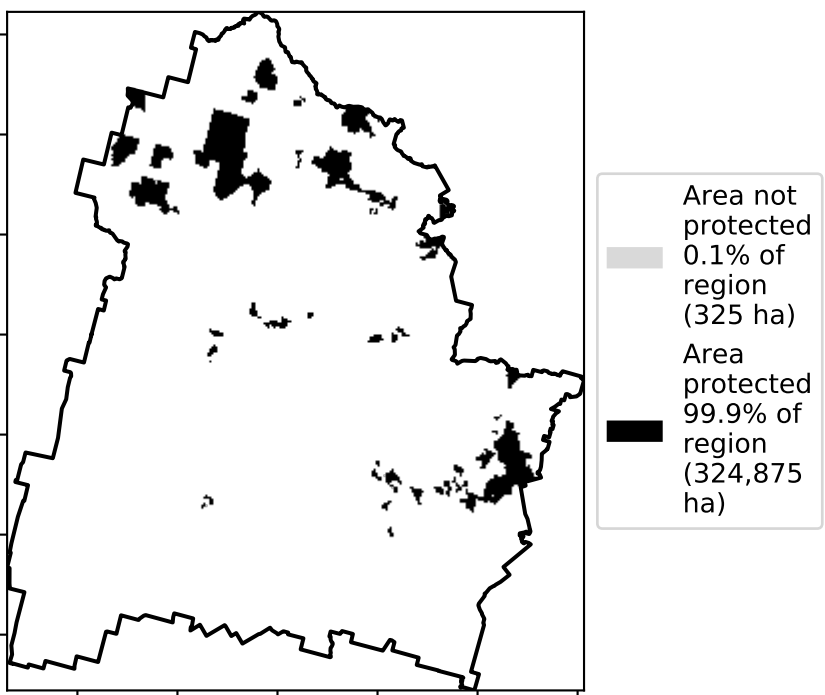 Area not
protected
0.1% of
region
(325 ha)
Area
protected
99.9% of
region
(324,875
ha)